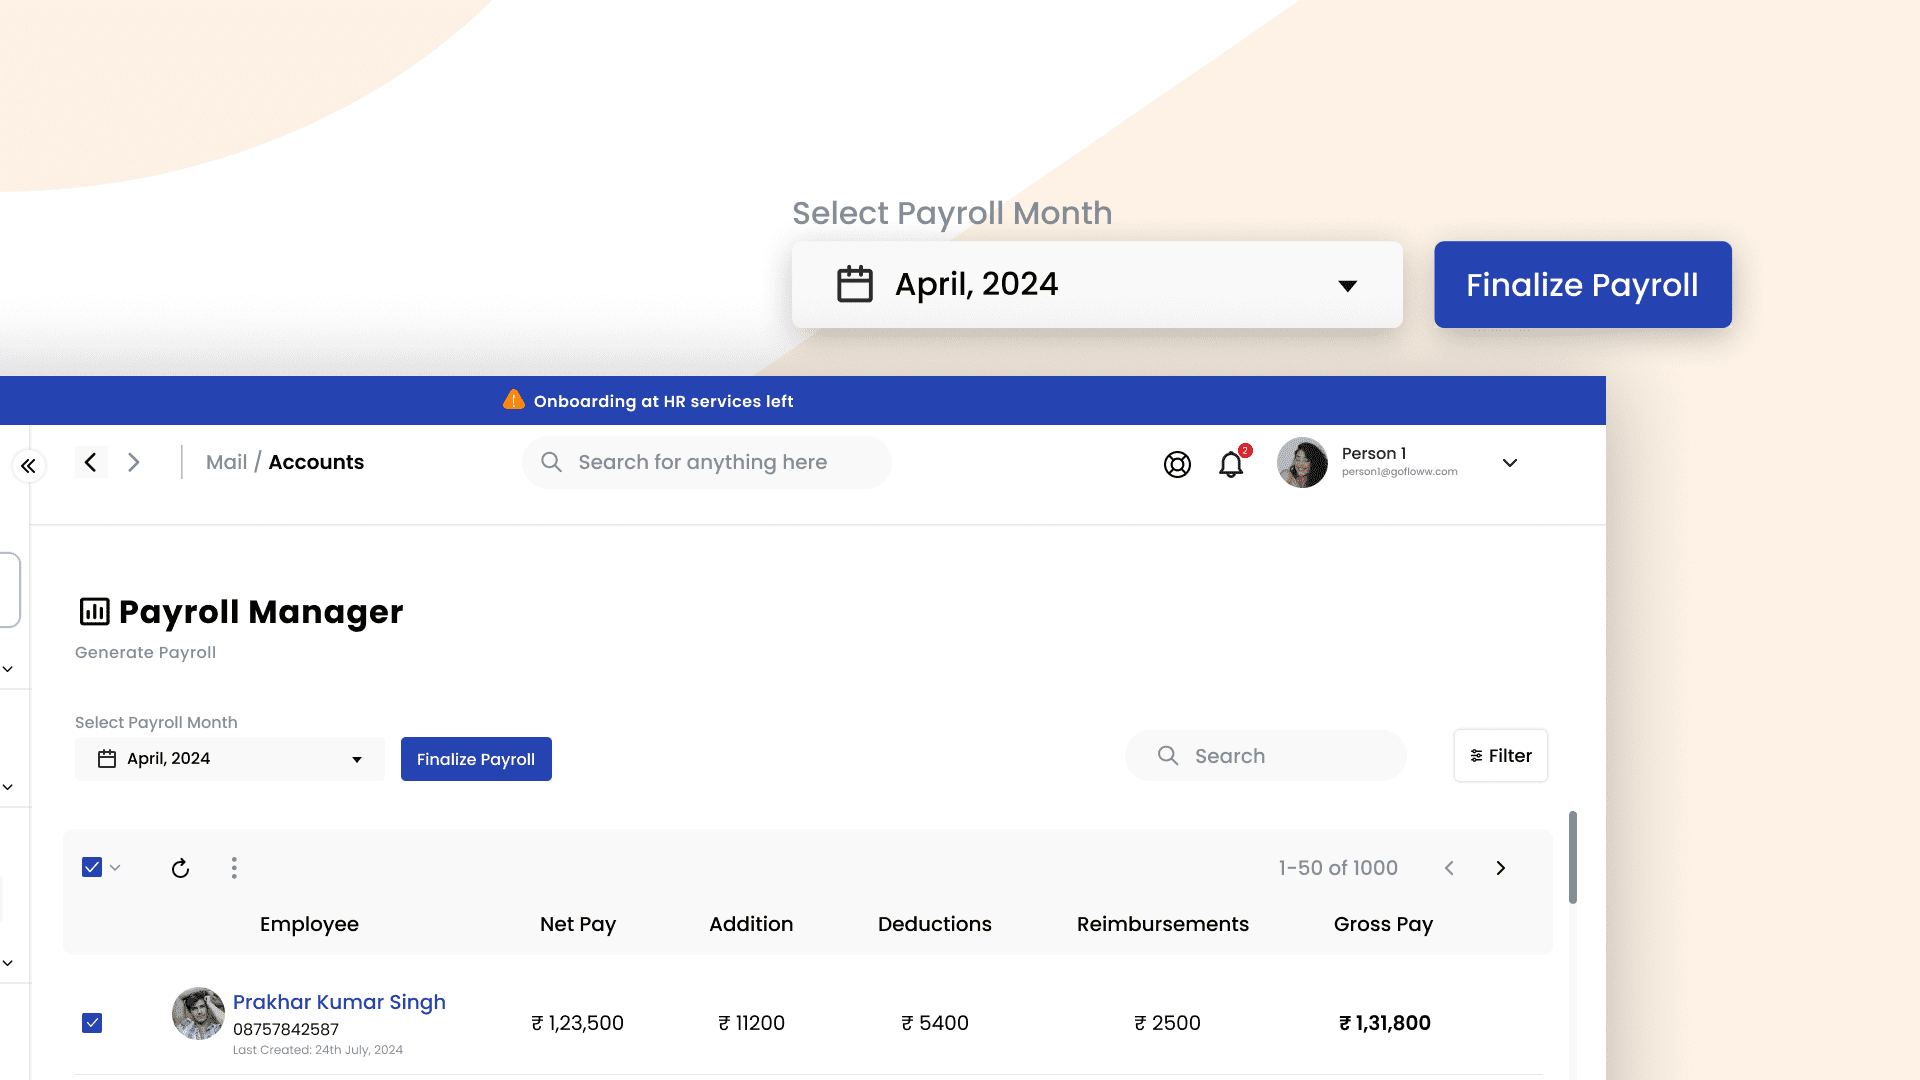 Select Payroll Month
April, 2024
Finalize Payroll
Onboarding at HR services left
Mail / Accounts
Search for anything here
2
Person 1
person1@gofloww.com
Payroll Manager
Generate Payroll
Select Payroll Month
April, 2024
Finalize Payroll
Search
Filter
1-50 of 1000
Employee Net Pay Addition Deductions Reimbursements Gross Pay
Prakhar Kumar Singh
08757842587
Last Created: 24th July, 2024
₹ 1,23,500 ₹ 11200 ₹ 5400 ₹ 2500 ₹ 1,31,800